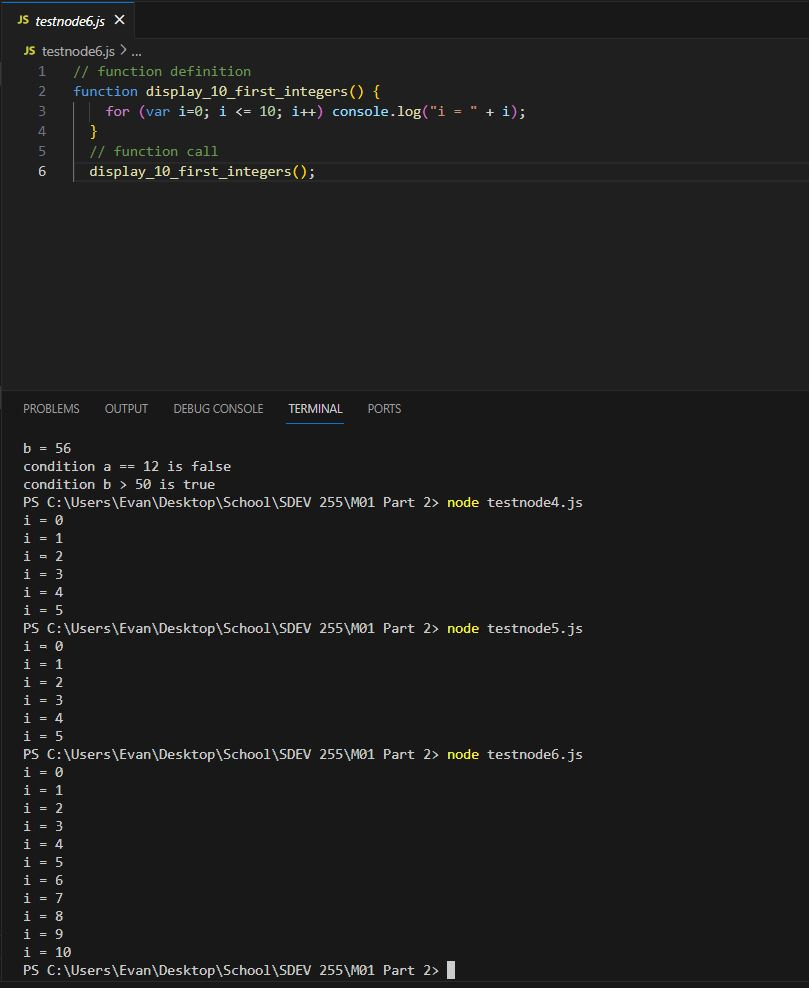 JS testnode6.js ✕
JS testnode6.js > ...
1 // function definition
2 function display_10_first_integers() {
3     for (var i=0; i <= 10; i++) console.log("i = " + i);
4   }
5   // function call
6   display_10_first_integers();
PROBLEMS OUTPUT DEBUG CONSOLE TERMINAL PORTS
b = 56
condition a == 12 is false
condition b > 50 is true
PS C:\Users\Evan\Desktop\School\SDEV 255\M01 Part 2> node testnode4.js
i = 0
i = 1
i = 2
i = 3
i = 4
i = 5
PS C:\Users\Evan\Desktop\School\SDEV 255\M01 Part 2> node testnode5.js
i = 0
i = 1
i = 2
i = 3
i = 4
i = 5
PS C:\Users\Evan\Desktop\School\SDEV 255\M01 Part 2> node testnode6.js
i = 0
i = 1
i = 2
i = 3
i = 4
i = 5
i = 6
i = 7
i = 8
i = 9
i = 10
PS C:\Users\Evan\Desktop\School\SDEV 255\M01 Part 2>